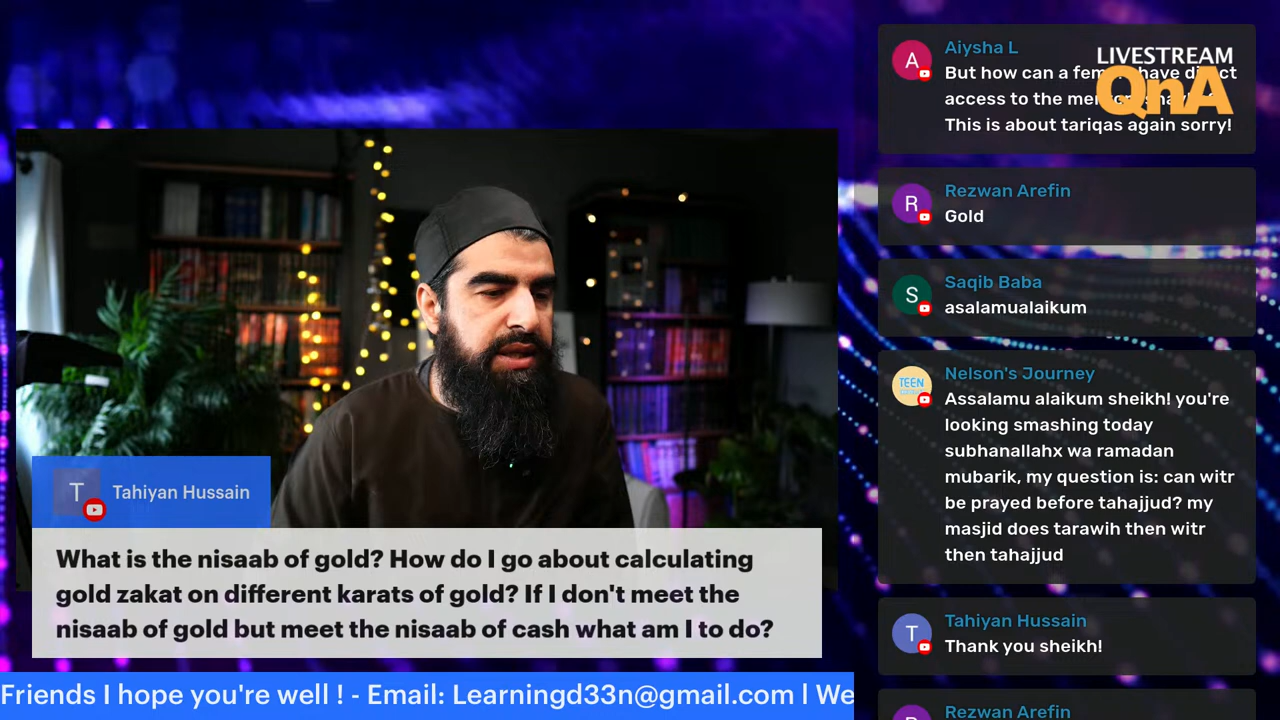 LIVESTREAM
QnA
A
Aiysha L
But how can a have
access to the
This is about tariqas again sorry!
R
Rezwan Arefin
Gold
S
Saqib Baba
asalamualaikum
TEEN
Nelson's Journey
Assalamu alaikum sheikh! you're
looking smashing today
subhanallahx wa ramadan
mubarik, my question is: can witr
be prayed before tahajjud? my
masjid does tarawih then witr
then tahajjud
T
Tahiyan Hussain
Thank you sheikh!
Rezwan Arefin
T
Tahiyan Hussain
What is the nisaab of gold? How do I go about calculating
gold zakat on different karats of gold? If I don't meet the
nisaab of gold but meet the nisaab of cash what am I to do?
Friends I hope you're well ! - Email: Learningd33n@gmail.com l We